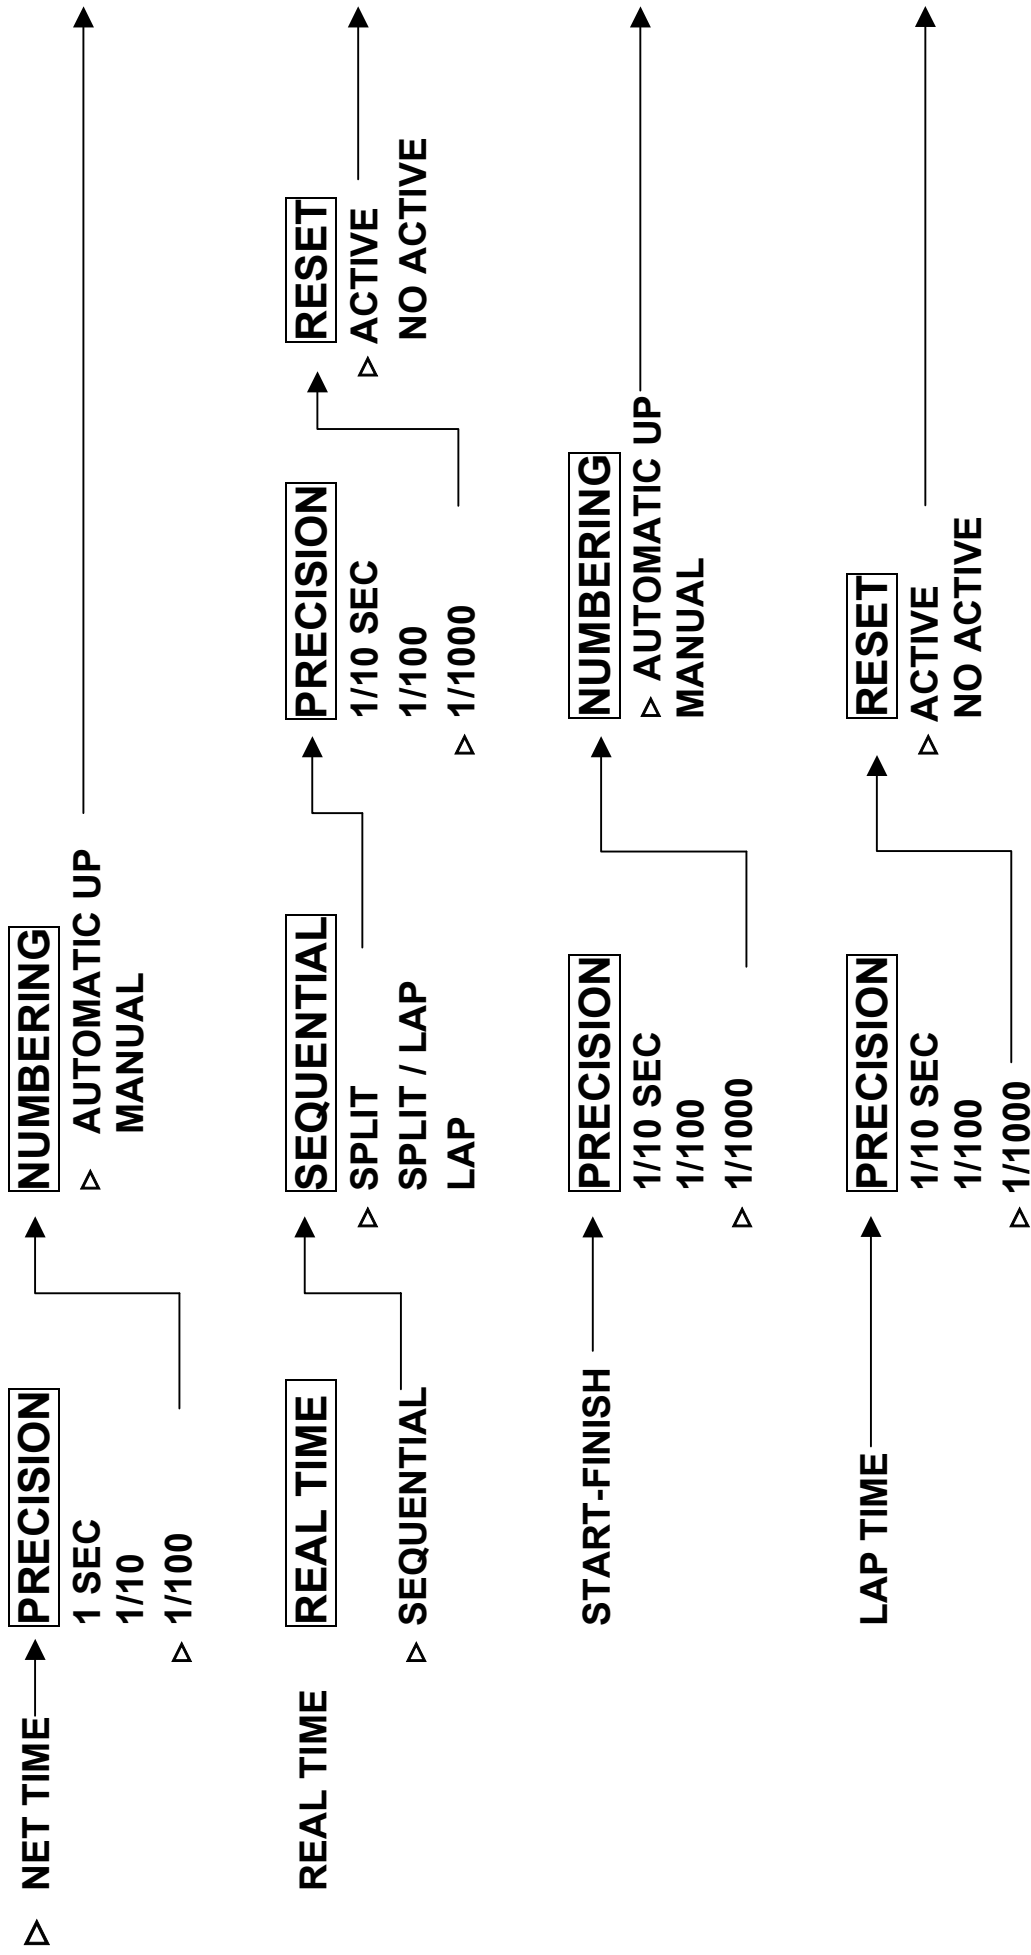 NET TIME
PRECISION
1 SEC
1/10
1/100
NUMBERING
AUTOMATIC UP
MANUAL
REAL TIME
REAL TIME
SEQUENTIAL
SEQUENTIAL
SPLIT
SPLIT / LAP
LAP
PRECISION
1/10 SEC
1/100
1/1000
RESET
ACTIVE
NO ACTIVE
START-FINISH
PRECISION
1/10 SEC
1/100
1/1000
NUMBERING
AUTOMATIC UP
MANUAL
LAP TIME
PRECISION
1/10 SEC
1/100
1/1000
RESET
ACTIVE
NO ACTIVE